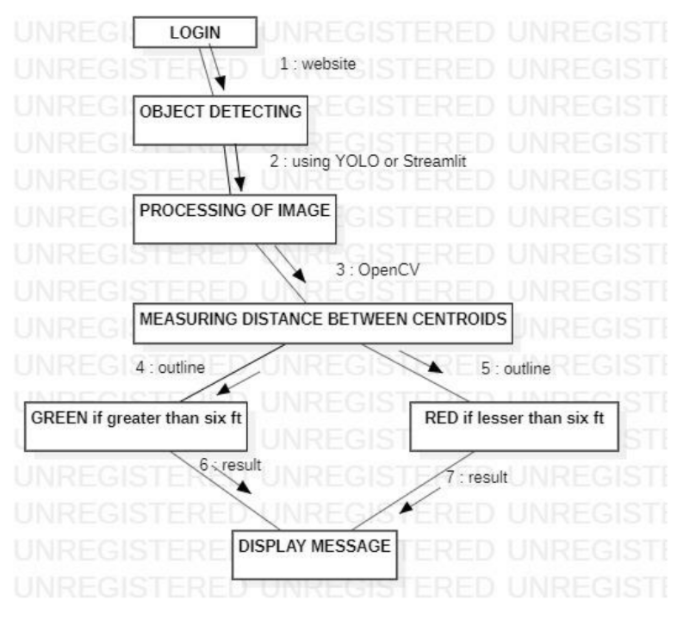 LOGIN
1 : website
OBJECT DETECTING
2 : using YOLO or Streamlit
PROCESSING OF IMAGE
3 : OpenCV
MEASURING DISTANCE BETWEEN CENTROIDS
4 : outline
5 : outline
GREEN if greater than six ft
RED if lesser than six ft
6 : result
7 : result
DISPLAY MESSAGE
UNREGISTERED